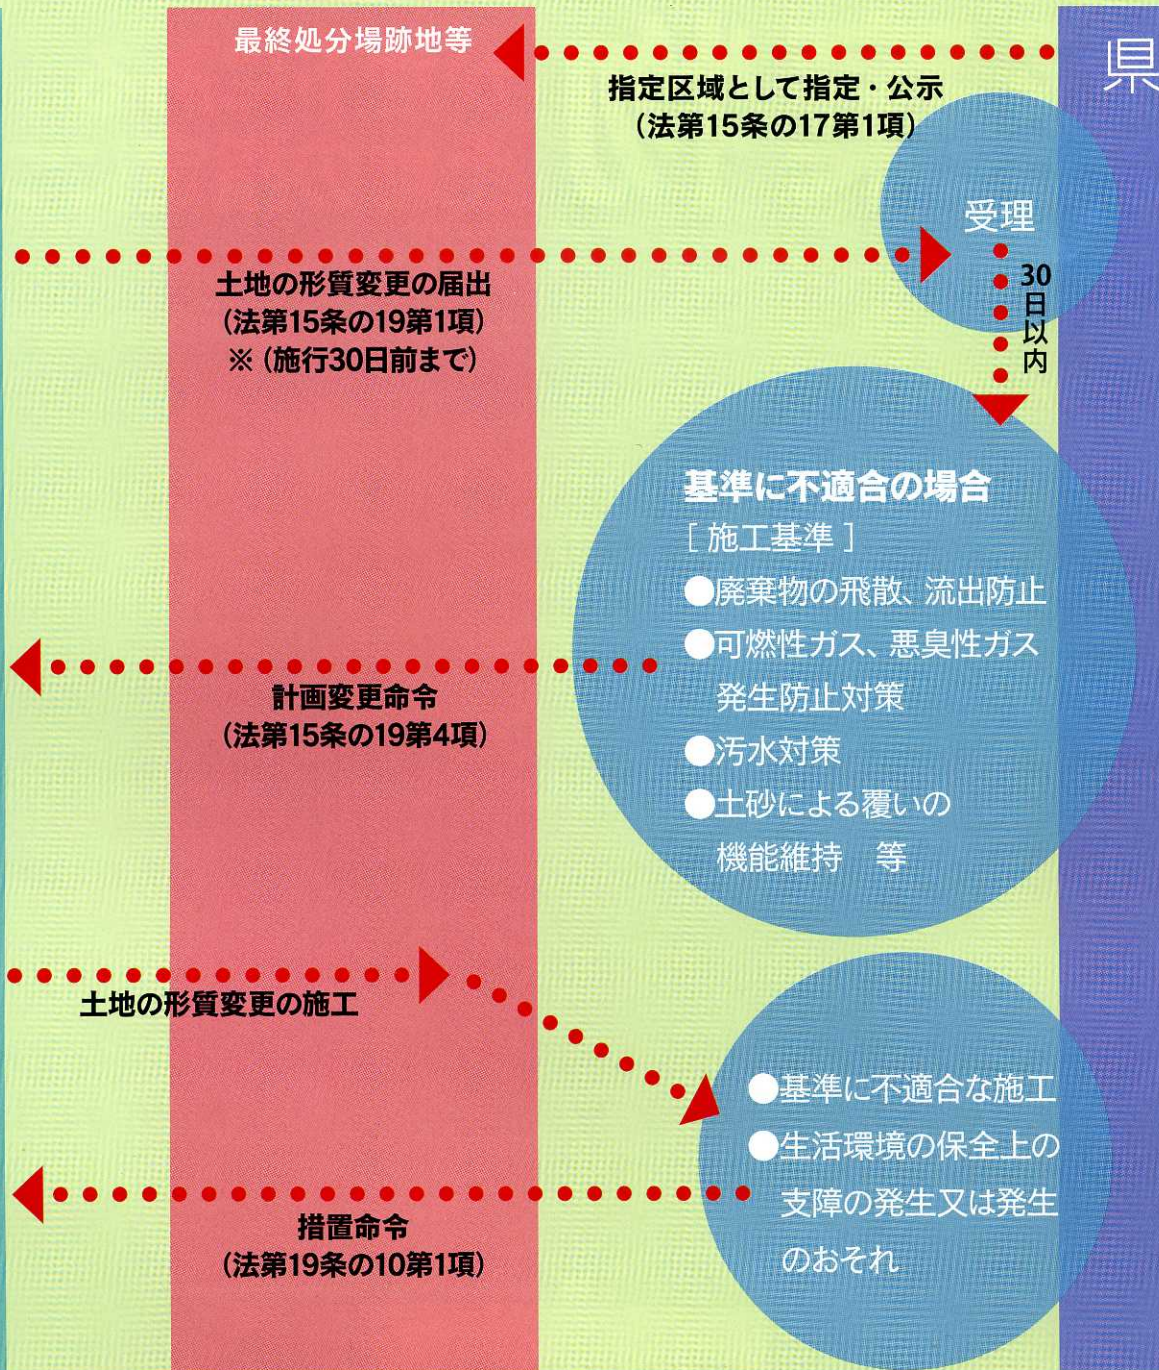 最終処分場跡地等
県
指定区域として指定・公示
(法第15条の17第1項)
受理
土地の形質変更の届出
(法第15条の19第1項)
※(施行30日前まで)
30日以内
基準に不適合の場合
[施工基準]
●廃棄物の飛散、流出防止
●可燃性ガス、悪臭性ガス
発生防止対策
●汚水対策
●土砂による覆いの
機能維持　等
計画変更命令
(法第15条の19第4項)
土地の形質変更の施工
●基準に不適合な施工
●生活環境の保全上の
支障の発生又は発生
のおそれ
措置命令
(法第19条の10第1項)